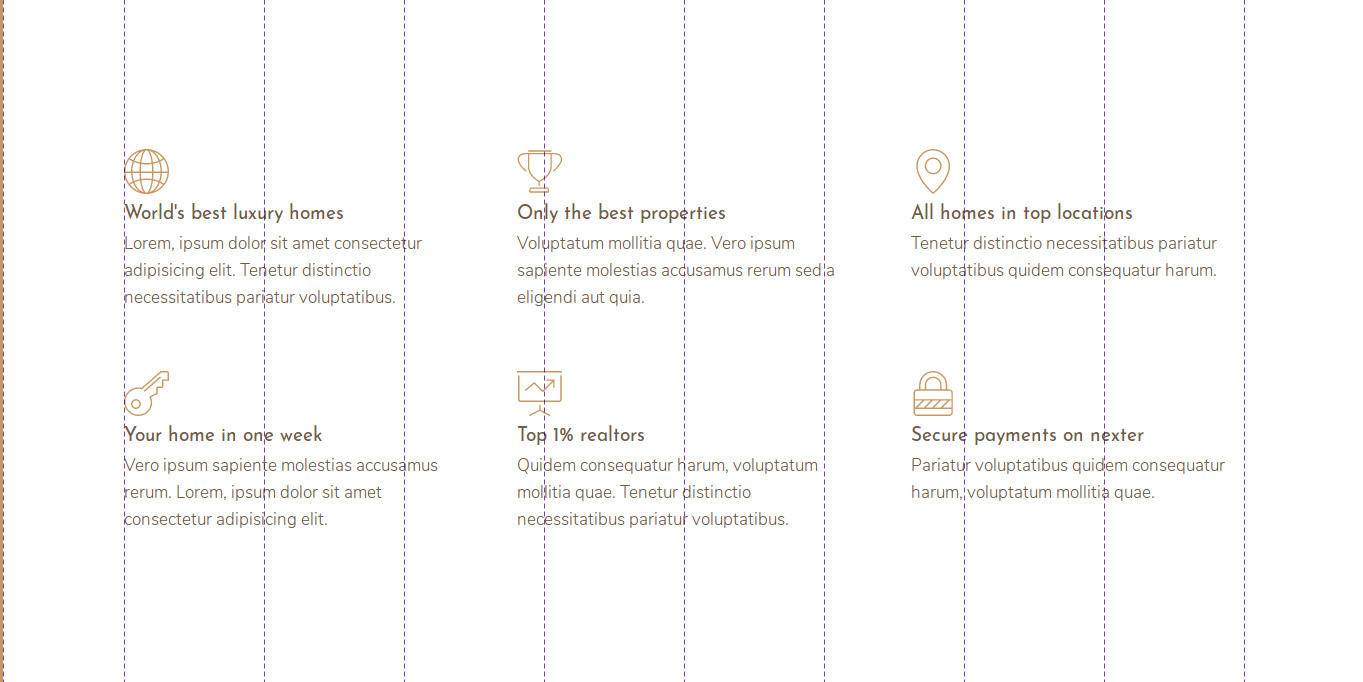 World's best luxury homes
Lorem, ipsum dolor sit amet consectetur
adipisicing elit. Tenetur distinctio
necessitatibus pariatur voluptatibus.
Only the best properties
Voluptatum mollitia quae. Vero ipsum
sapiente molestias accusamus rerum sed a
eligendi aut quia.
All homes in top locations
Tenetur distinctio necessitatibus pariatur
voluptatibus quidem consequatur harum.
Your home in one week
Vero ipsum sapiente molestias accusamus
rerum. Lorem, ipsum dolor sit amet
consectetur adipisicing elit.
Top 1% realtors
Quidem consequatur harum, voluptatum
mollitia quae. Tenetur distinctio
necessitatibus pariatur voluptatibus.
Secure payments on nexter
Pariatur voluptatibus quidem consequatur
harum, voluptatum mollitia quae.